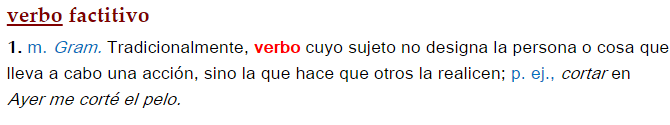 verbo factitivo
1. m. Gram. Tradicionalmente, verbo cuyo sujeto no designa la persona o cosa que
lleva a cabo una acción, sino la que hace que otros la realicen; p. ej., cortar en
Ayer me corté el pelo.